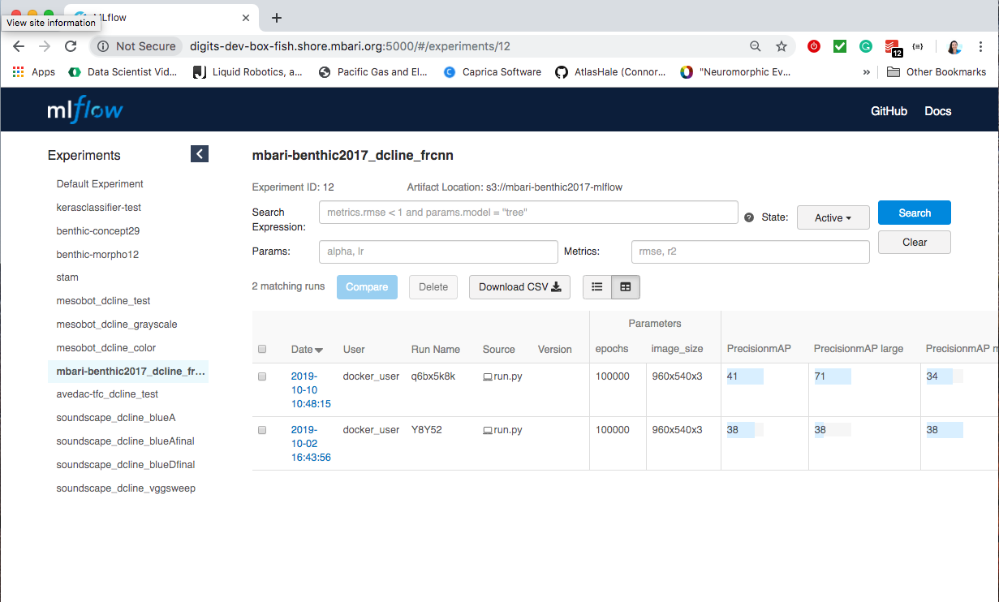 MLflow
View site information
Not Secure digits-dev-box-fish.shore.mbari.org:5000/#/experiments/12
12
Apps Data Scientist Vid... Liquid Robotics, a... Pacific Gas and El... Caprica Software AtlasHale (Connor... "Neuromorphic Ev... » Other Bookmarks
mlflow GitHub Docs
Experiments
Default Experiment
kerasclassifier-test
benthic-concept29
benthic-morpho12
stam
mesobot_dcline_test
mesobot_dcline_grayscale
mesobot_dcline_color
mbari-benthic2017_dcline_fr...
avedac-tfc_dcline_test
soundscape_dcline_blueA
soundscape_dcline_blueAfinal
soundscape_dcline_blueDfinal
soundscape_dcline_vggsweep
mbari-benthic2017_dcline_frcnn
Experiment ID: 12 Artifact Location: s3://mbari-benthic2017-mlflow
Search Expression: metrics.rmse < 1 and params.model = "tree" State: Active Search
Params: alpha, lr Metrics: rmse, r2 Clear
2 matching runs Compare Delete Download CSV
Parameters
Date User Run Name Source Version epochs image_size PrecisionmAP PrecisionmAP large PrecisionmAP m
2019-10-10 10:48:15 docker_user q6bx5k8k run.py 100000 960x540x3 41 71 34
2019-10-02 16:43:56 docker_user Y8Y52 run.py 100000 960x540x3 38 38 38